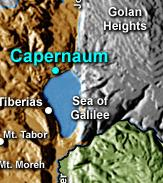 Golan
Heights
Capernaum
Tiberias
Sea of
Galilee
Mt. Tabor
Mt. Moreh